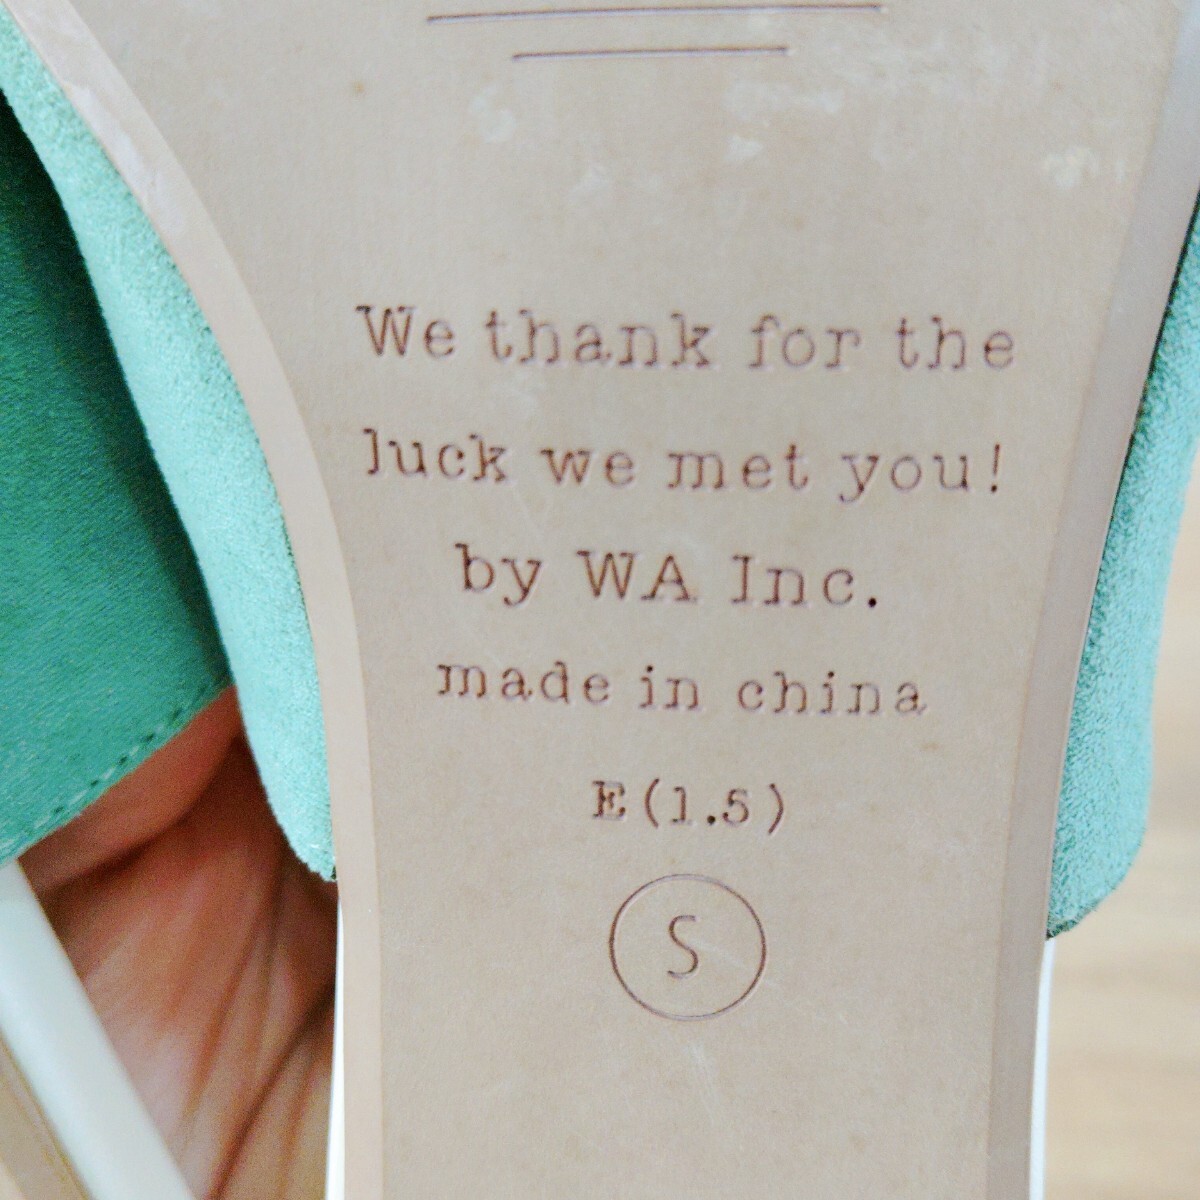 We thank for the
luck we met you!
by WA Inc.
made in china
E(1.5)
S